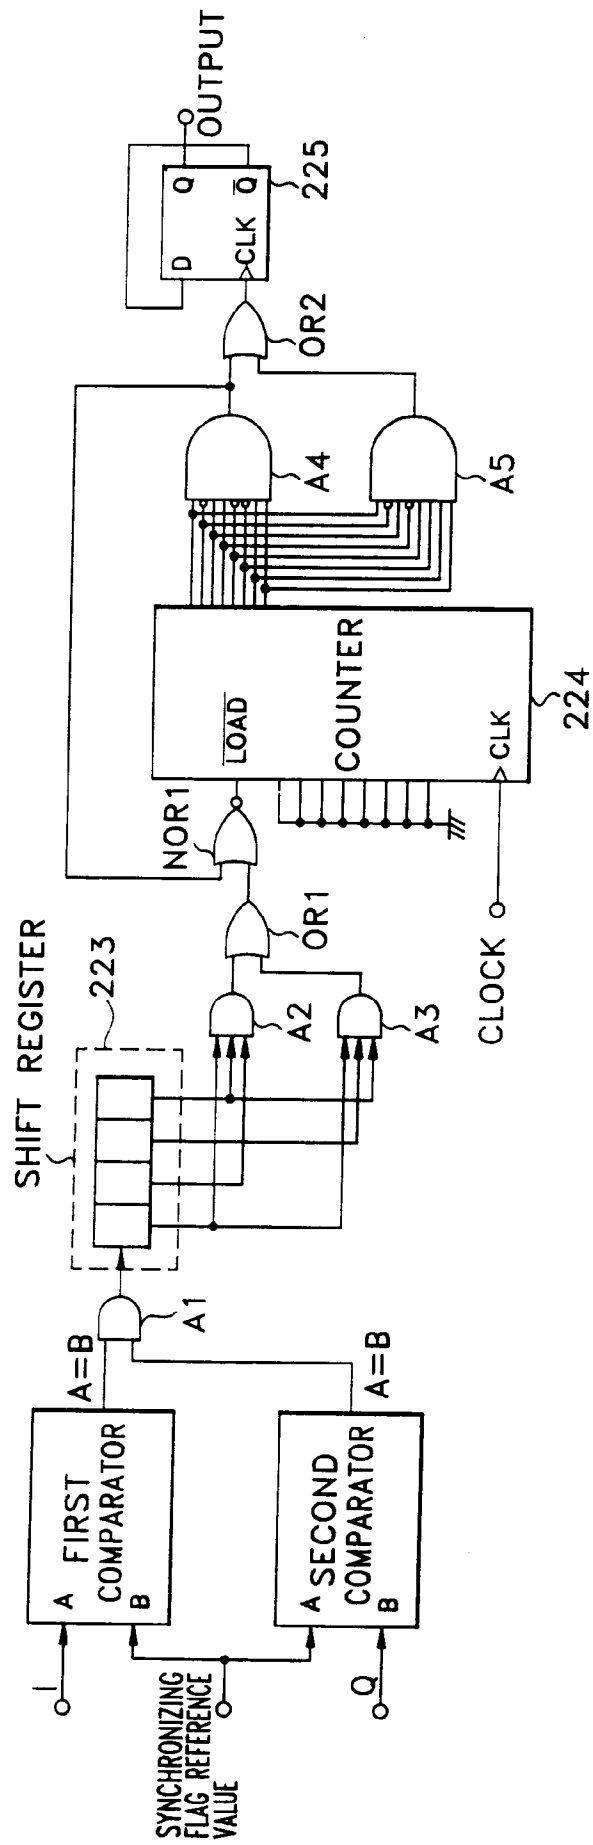 I
SYNCHRONIZING
FLAG REFERENCE
VALUE
Q
A
FIRST
COMPARATOR
B
A=B
A
SECOND
COMPARATOR
B
A=B
A1
SHIFT REGISTER
223
A2
A3
OR1
NOR1
CLOCK
LOAD
COUNTER
CLK
224
A4
A5
OR2
D
Q
CLK
Q
225
OUTPUT